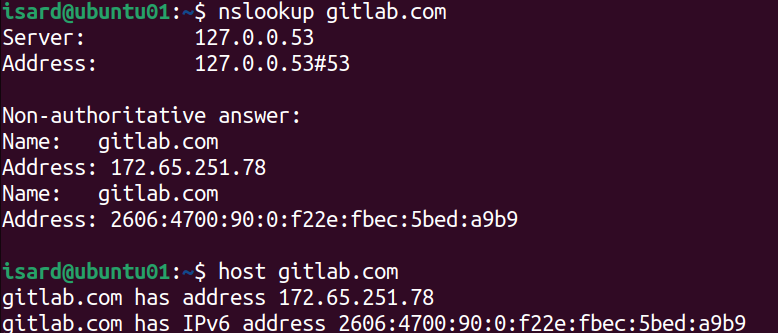 isard@ubuntu01:~$ nslookup gitlab.com
Server:         127.0.0.53
Address:        127.0.0.53#53

Non-authoritative answer:
Name:   gitlab.com
Address: 172.65.251.78
Name:   gitlab.com
Address: 2606:4700:90:0:f22e:fbec:5bed:a9b9

isard@ubuntu01:~$ host gitlab.com
gitlab.com has address 172.65.251.78
gitlab.com has IPv6 address 2606:4700:90:0:f22e:fbec:5bed:a9b9